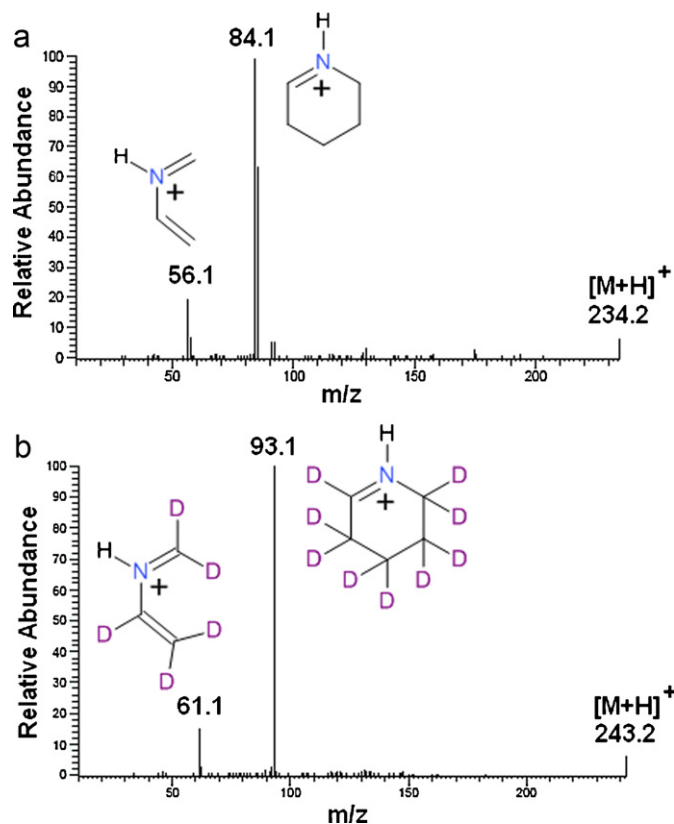 a
Relative Abundance
100
90
80
70
60
50
40
30
20
10
0
H
N
+
56.1
84.1
H
N
+
[M+H]+
234.2
50
100
150
200
m/z
b
Relative Abundance
100
90
80
70
60
50
40
30
20
10
0
D
H
N
+
D
D
D
D
61.1
93.1
H
D
N
D
+
D
D
D
D
D
D
D
[M+H]+
243.2
50
100
150
200
m/z